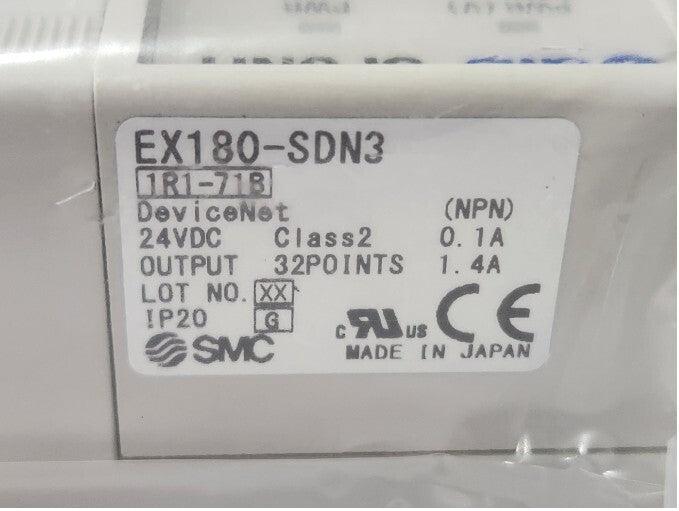 EX180-SDN3
1R1-71B
DeviceNet (NPN)
24VDC Class2 0.1A
OUTPUT 32POINTS 1.4A
LOT NO. XX
IP20 G
c RU us CE
SMC MADE IN JAPAN